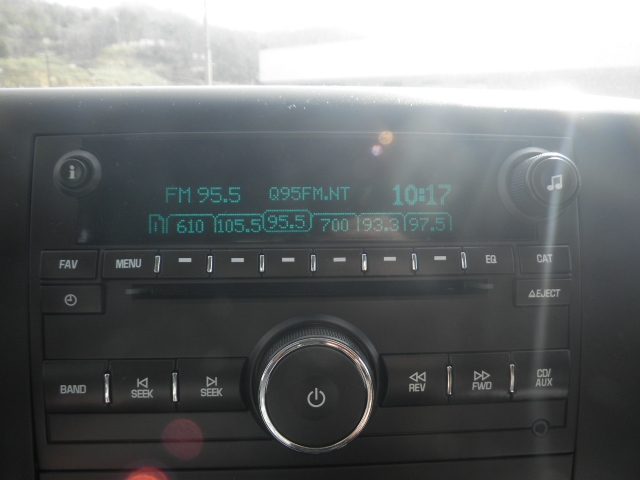 FM 95.5 Q95FM.NT 10:17
610 105.5 95.5 700 93.3 97.5
FAV MENU EQ CAT
EJECT
BAND SEEK SEEK REV FWD CD/
AUX